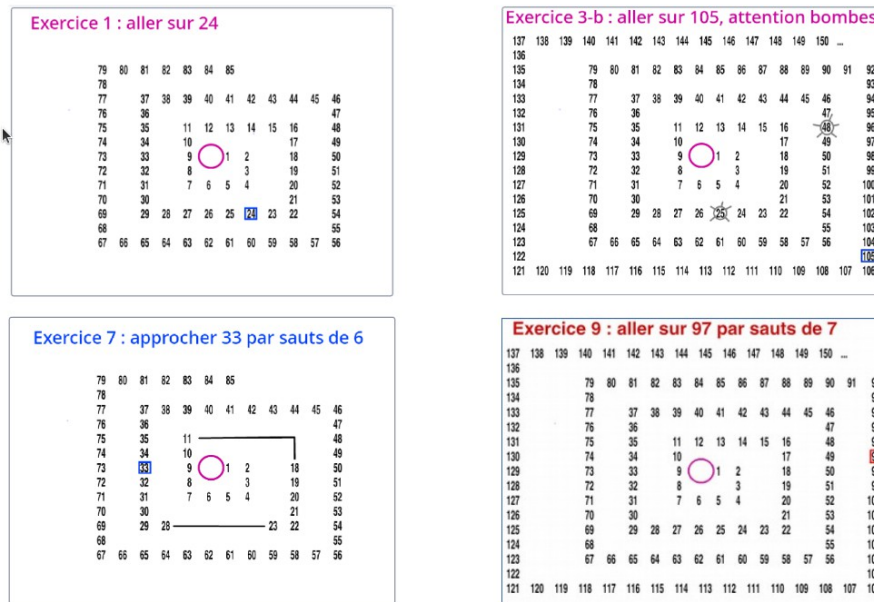 Exercice 1 : aller sur 24
79 80 81 82 83 84 85
78
77 37 38 39 40 41 42 43 44 45 46
76 36 47
75 35 11 12 13 14 15 16 48
74 34 10 17 49
73 33 9 1 2 18 50
72 32 8 3 19 51
71 31 7 6 5 4 20 52
70 30 21 53
69 29 28 27 26 25 24 23 22 54
68 55
67 66 65 64 63 62 61 60 59 58 57 56
Exercice 3-b : aller sur 105, attention bombes
137 138 139 140 141 142 143 144 145 146 147 148 149 150 ...
136
135 79 80 81 82 83 84 85 86 87 88 89 90 91 92
134 78 93
133 77 37 38 39 40 41 42 43 44 45 46 94
132 76 36 47 95
131 75 35 11 12 13 14 15 16 48 96
130 74 34 10 17 49 97
129 73 33 9 1 2 18 50 98
128 72 32 8 3 19 51 99
127 71 31 7 6 5 4 20 52 100
126 70 30 21 53 101
125 69 29 28 27 26 25 24 23 22 54 102
124 68 55 103
123 67 66 65 64 63 62 61 60 59 58 57 56 104
122 105
121 120 119 118 117 116 115 114 113 112 111 110 109 108 107 106
Exercice 7 : approcher 33 par sauts de 6
79 80 81 82 83 84 85
78
77 37 38 39 40 41 42 43 44 45 46
76 36 47
75 35 11 48
74 34 10 49
73 33 9 1 2 18 50
72 32 8 3 19 51
71 31 7 6 5 4 20 52
70 30 21 53
69 29 28 23 22 54
68 55
67 66 65 64 63 62 61 60 59 58 57 56
Exercice 9 : aller sur 97 par sauts de 7
137 138 139 140 141 142 143 144 145 146 147 148 149 150 ...
136
135 79 80 81 82 83 84 85 86 87 88 89 90 91
134 78
133 77 37 38 39 40 41 42 43 44 45 46
132 76 36 47
131 75 35 11 12 13 14 15 16 48
130 74 34 10 17 49
129 73 33 9 1 2 18 50
128 72 32 8 3 19 51
127 71 31 7 6 5 4 20 52
126 70 30 21 53
125 69 29 28 27 26 25 24 23 22 54
124 68 55
123 67 66 65 64 63 62 61 60 59 58 57 56
122
121 120 119 118 117 116 115 114 113 112 111 110 109 108 107